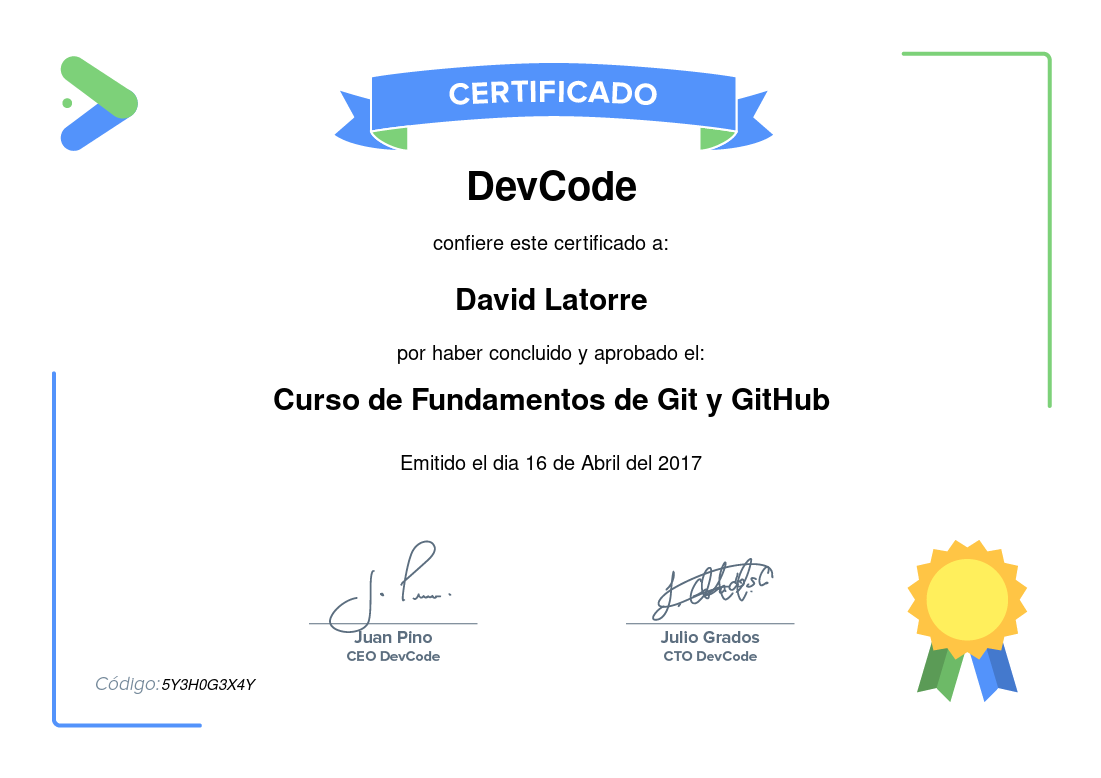 CERTIFICADO
DevCode
confiere este certificado a:
David Latorre
por haber concluido y aprobado el:
Curso de Fundamentos de Git y GitHub
Emitido el dia 16 de Abril del 2017
Juan Pino
CEO DevCode
Julio Grados
CTO DevCode
Código: 5Y3H0G3X4Y